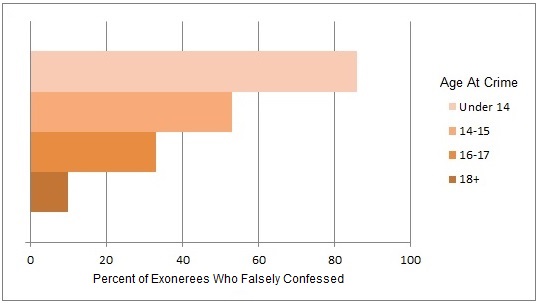 Age At Crime
Under 14
14-15
16-17
18+
0 20 40 60 80 100
Percent of Exonerees Who Falsely Confessed